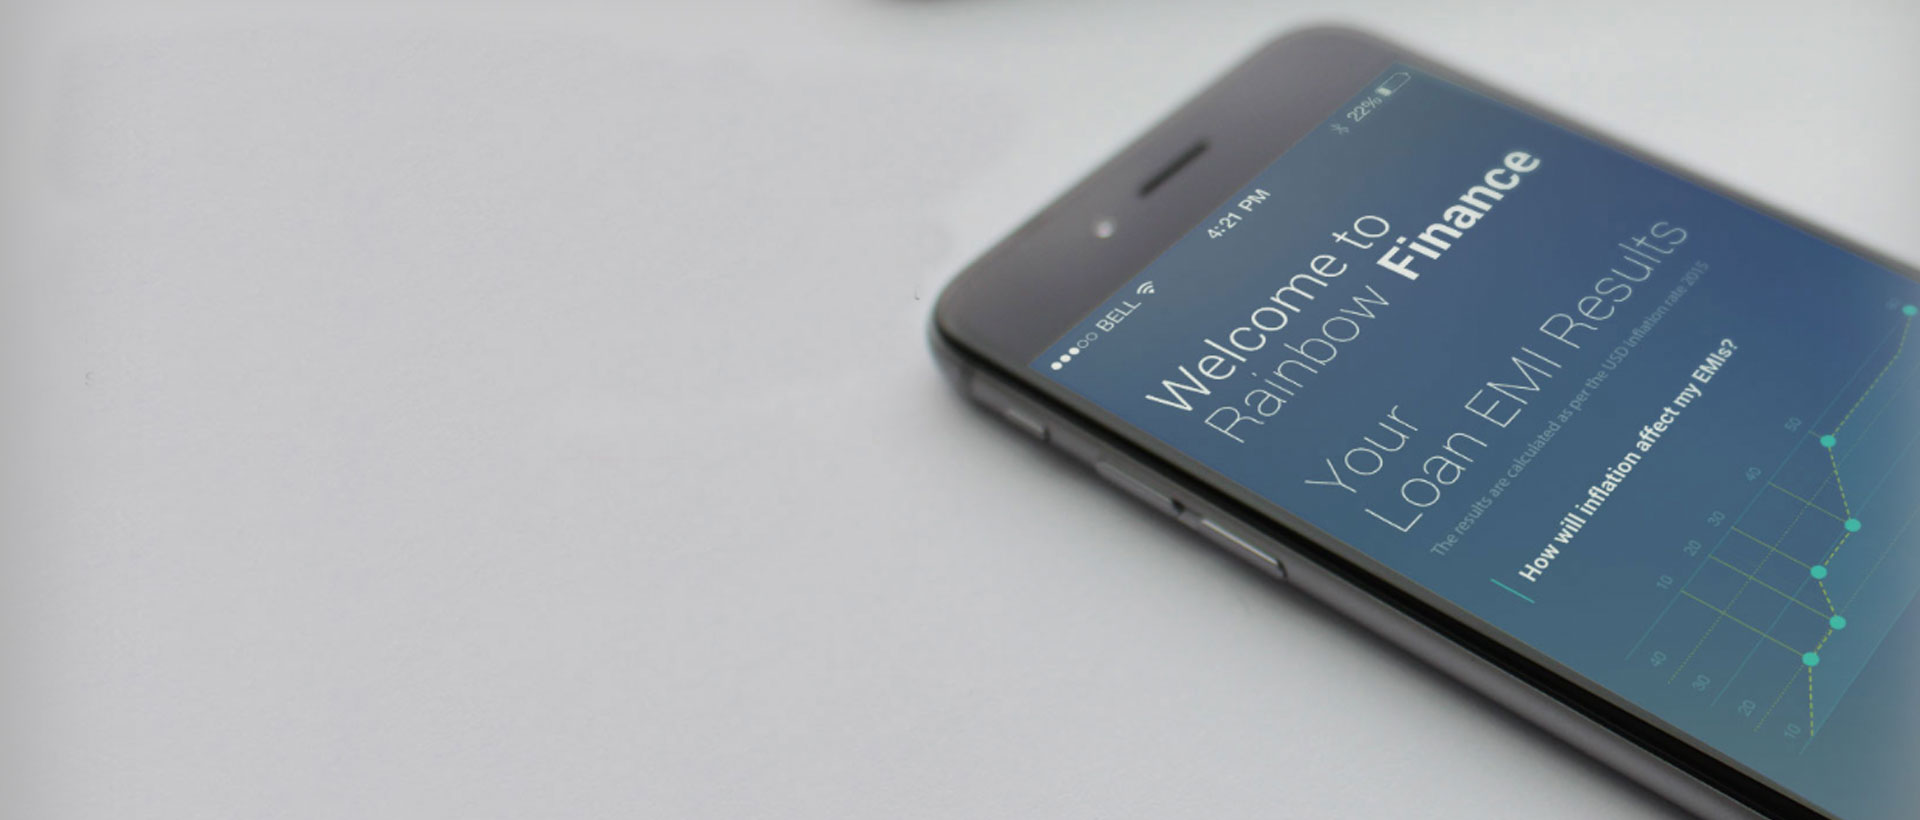 ●●●○○ BELL 4:21 PM 22%
Welcome to
Rainbow Finance
Your
Loan EMI Results
The results are calculated as per the USD inflation rate 2015
How will inflation affect my EMIs?
50
40
30
20
10
40
30
20
10